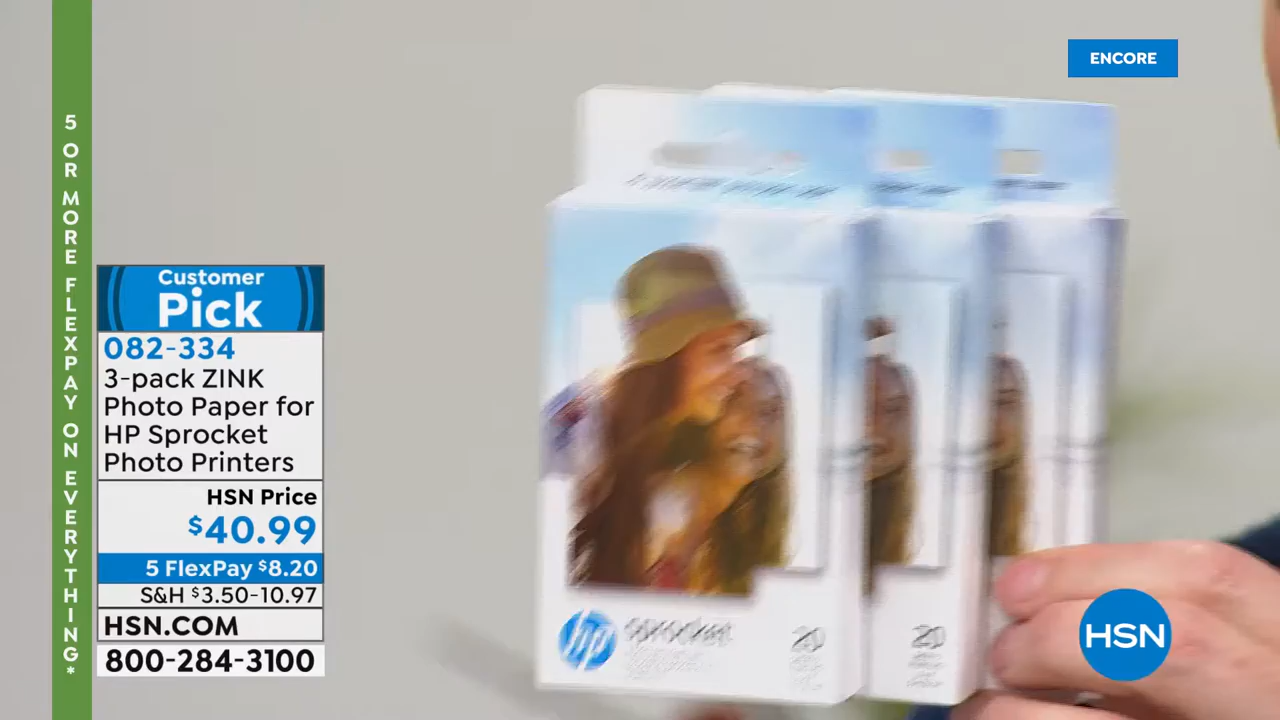 ENCORE
5 OR MORE FLEXPAY ON EVERYTHING*
Customer
Pick
082-334
3-pack ZINK
Photo Paper for
HP Sprocket
Photo Printers
HSN Price
$40.99
5 FlexPay $8.20
S&H $3.50-10.97
HSN.COM
800-284-3100
hp sprocket
20
20
HSN